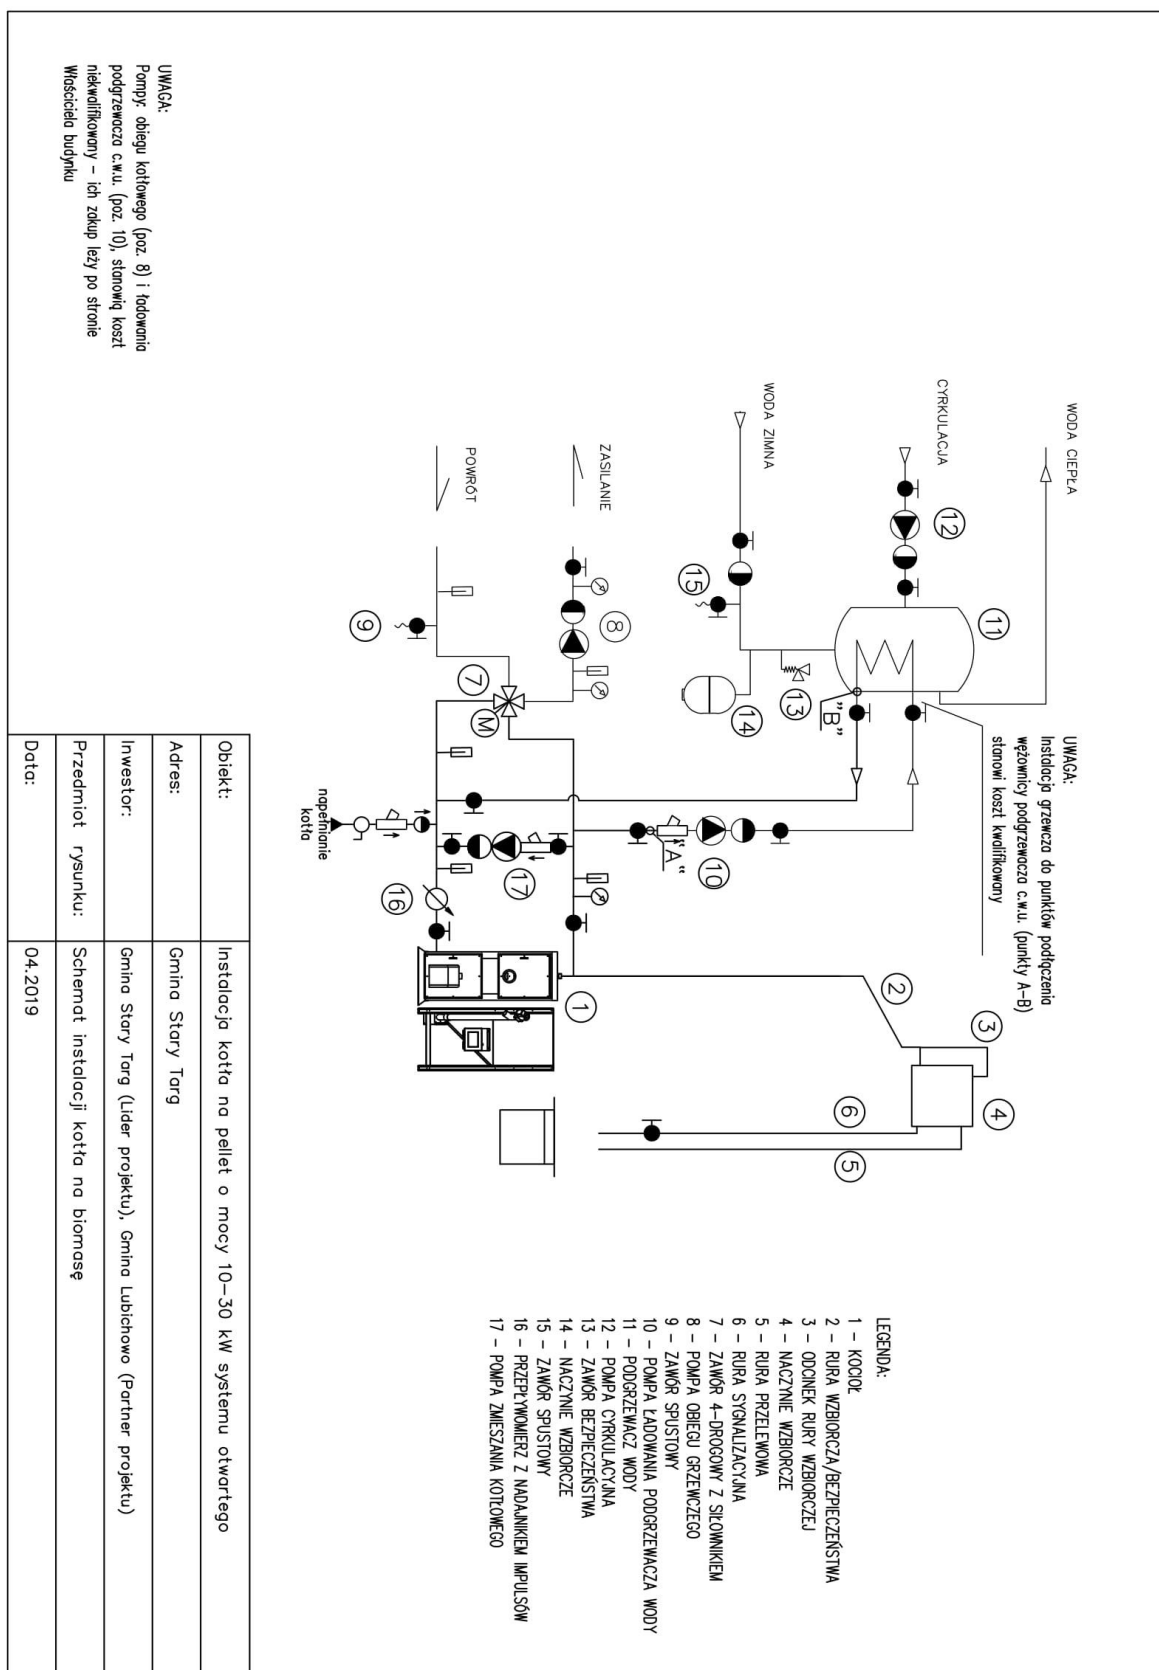 WODA CIEPŁA
CYRKULACJA
12
11
WODA ZIMNA
15
13
14
"B"
UWAGA:
Instalacja grzewcza do punktów podłączenia
wężownicy podgrzewacza c.w.u. (punkty A-B)
stanowi koszt kwalifikowany
2
3
4
6
5
ZASILANIE
8
POWRÓT
9
7
M
"A"
10
17
16
1
napełnianie
kotła
LEGENDA:
1 - KOCIOŁ
2 - RURA WZBIORCZA/BEZPIECZEŃSTWA
3 - ODCINEK RURY WZBIORCZEJ
4 - NACZYNIE WZBIORCZE
5 - RURA PRZELEWOWA
6 - RURA SYGNALIZACYJNA
7 - ZAWÓR 4-DROGOWY Z SIŁOWNIKIEM
8 - POMPA OBIEGU GRZEWCZEGO
9 - ZAWÓR SPUSTOWY
10 - POMPA ŁADOWANIA PODGRZEWACZA WODY
11 - PODGRZEWACZ WODY
12 - POMPA CYRKULACYJNA
13 - ZAWÓR BEZPIECZEŃSTWA
14 - NACZYNIE WZBIORCZE
15 - ZAWÓR SPUSTOWY
16 - PRZEPŁYWOMIERZ Z NADAJNIKIEM IMPULSÓW
17 - POMPA ZMIESZANIA KOTŁOWEGO
UWAGA:
Pompy: obiegu kotłowego (poz. 8) i ładowania
podgrzewacza c.w.u. (poz. 10), stanowią koszt
niekwalifikowany - ich zakup leży po stronie
Właściciela budynku
Obiekt: Instalacja kotła na pellet o mocy 10-30 kW systemu otwartego
Adres: Gmina Stary Targ
Inwestor: Gmina Stary Targ (Lider projektu), Gmina Lubichowo (Partner projektu)
Przedmiot rysunku: Schemat instalacji kotła na biomasę
Data: 04.2019